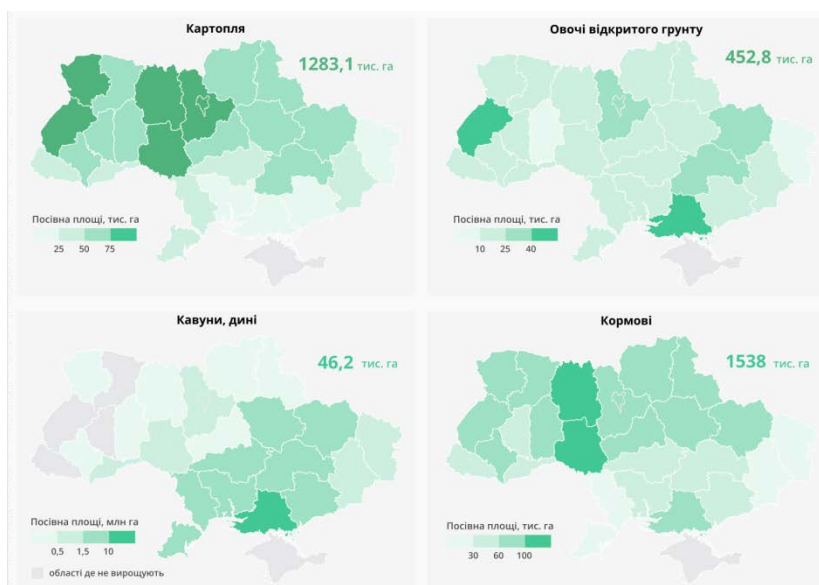 Картопля
1283,1 тис. га
Посівна площі, тис. га
25 50 75
Овочі відкритого грунту
452,8 тис. га
Посівна площі, тис. га
10 25 40
Кавуни, дині
46,2 тис. га
Посівна площі, млн га
0,5 1,5 10
області де не вирощують
Кормові
1538 тис. га
Посівна площі, тис. га
30 60 100